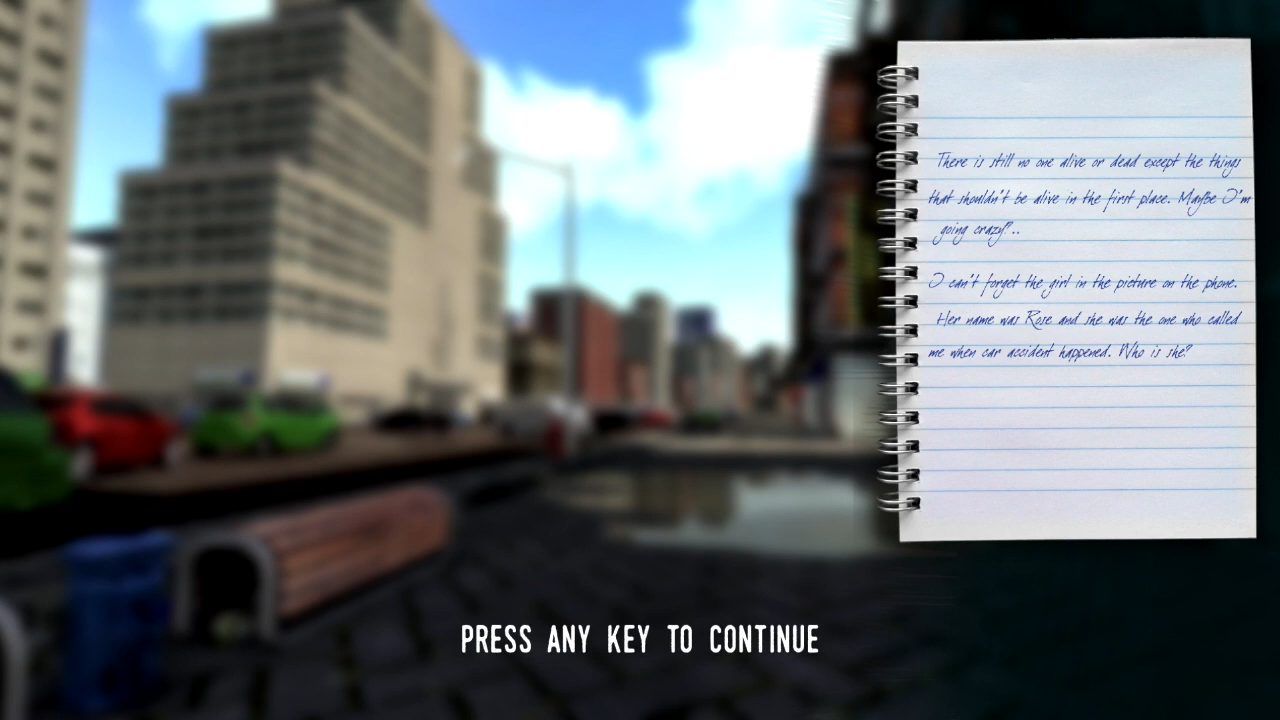 There is still no one alive or dead except the things
that shouldn't be alive in the first place. Maybe I'm
going crazy?..
I can't forget the girl in the picture on the phone.
Her name was Rose and she was the one who called
me when car accident happened. Who is she?
PRESS ANY KEY TO CONTINUE